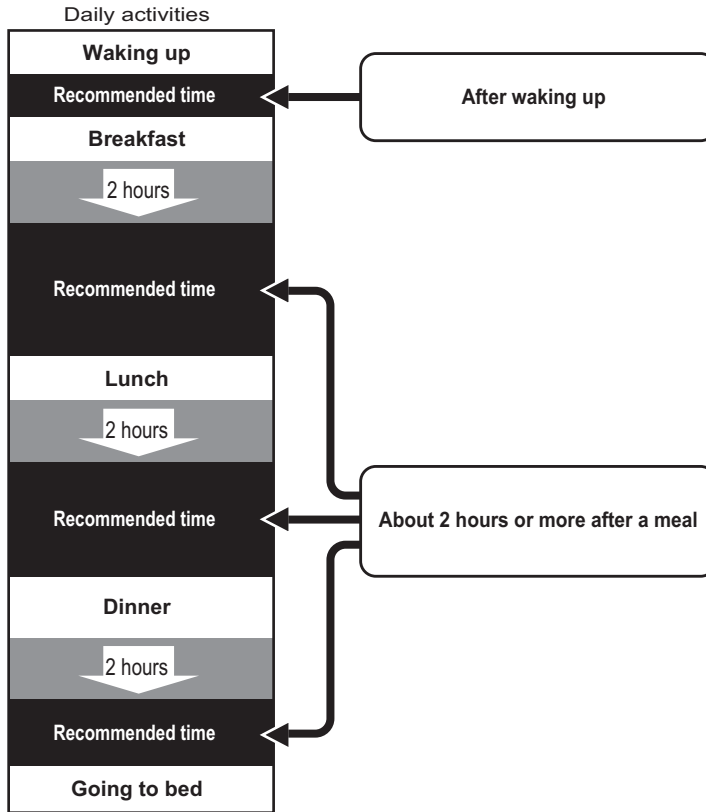 Daily activities
Waking up
Recommended time
After waking up
Breakfast
2 hours
Recommended time
Lunch
2 hours
Recommended time
About 2 hours or more after a meal
Dinner
2 hours
Recommended time
Going to bed